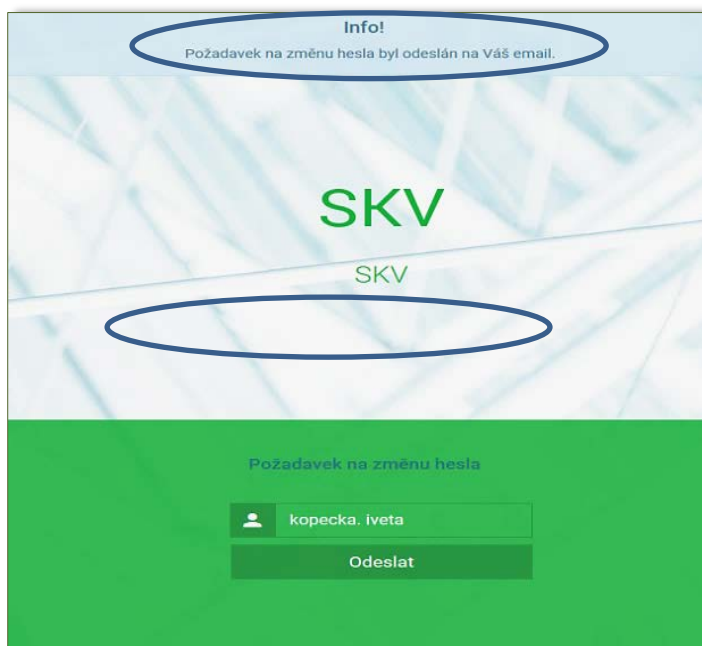 Info!
Požadavek na změnu hesla byl odeslán na Váš email.
SKV
SKV
Požadavek na změnu hesla
kopecka. iveta
Odeslat